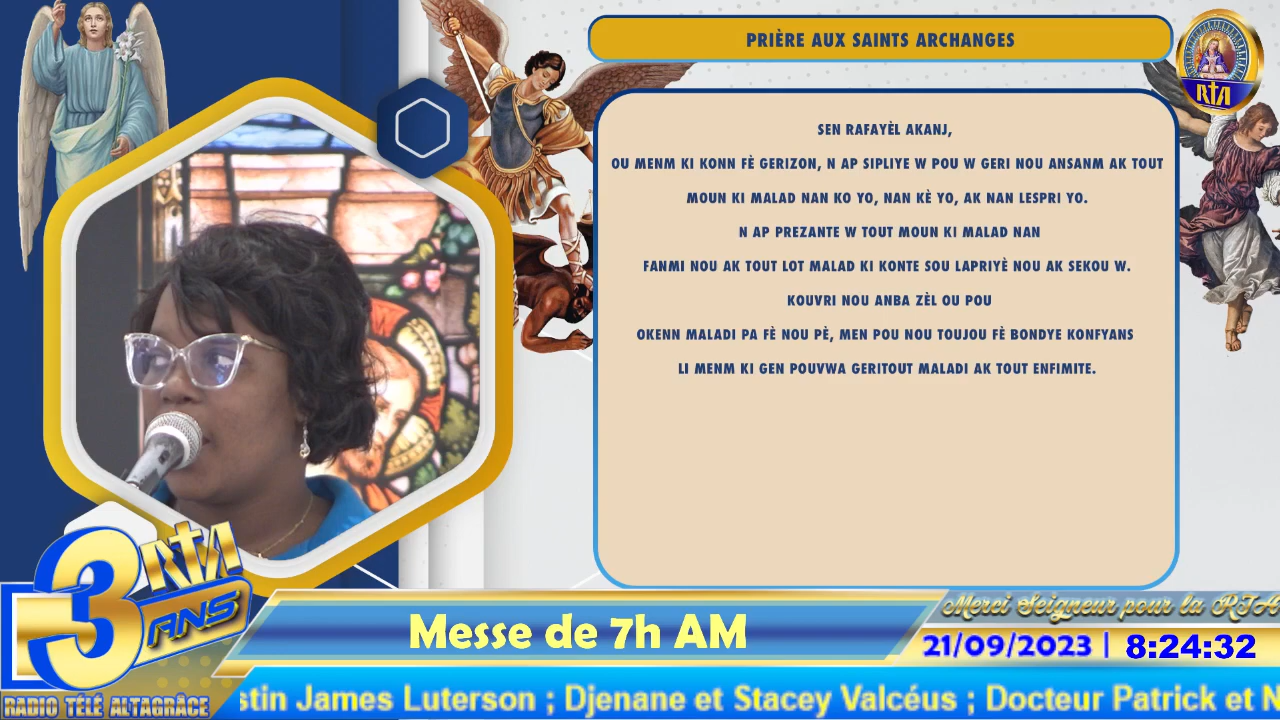 PRIÈRE AUX SAINTS ARCHANGES
RTA
SEN RAFAYÈL AKANJ,
OU MENM KI KONN FÈ GERIZON, N AP SIPLIYE W POU W GERI NOU ANSANM AK TOUT
MOUN KI MALAD NAN KO YO, NAN KÈ YO, AK NAN LESPRI YO.
N AP PREZANTE W TOUT MOUN KI MALAD NAN
FANMI NOU AK TOUT LOT MALAD KI KONTE SOU LAPRIYÈ NOU AK SEKOU W.
KOUVRI NOU ANBA ZÈL OU POU
OKENN MALADI PA FÈ NOU PÈ, MEN POU NOU TOUJOU FÈ BONDYE KONFYANS
LI MENM KI GEN POUVWA GERITOUT MALADI AK TOUT ENFIMITE.
3 RTA
ANS
RADIO TÉLÉ ALTAGRÂCE
Messe de 7h AM
Merci Seigneur pour la RTA
21/09/2023 | 8:24:32
stin James Luterson ; Djenane et Stacey Valcéus ; Docteur Patrick et